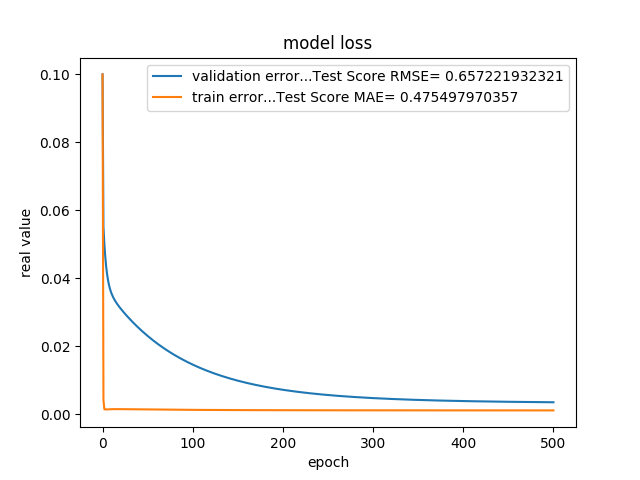 model loss
validation error...Test Score RMSE= 0.657221932321
train error...Test Score MAE= 0.475497970357
0.10
0.08
0.06
0.04
0.02
0.00
real value
0 100 200 300 400 500
epoch